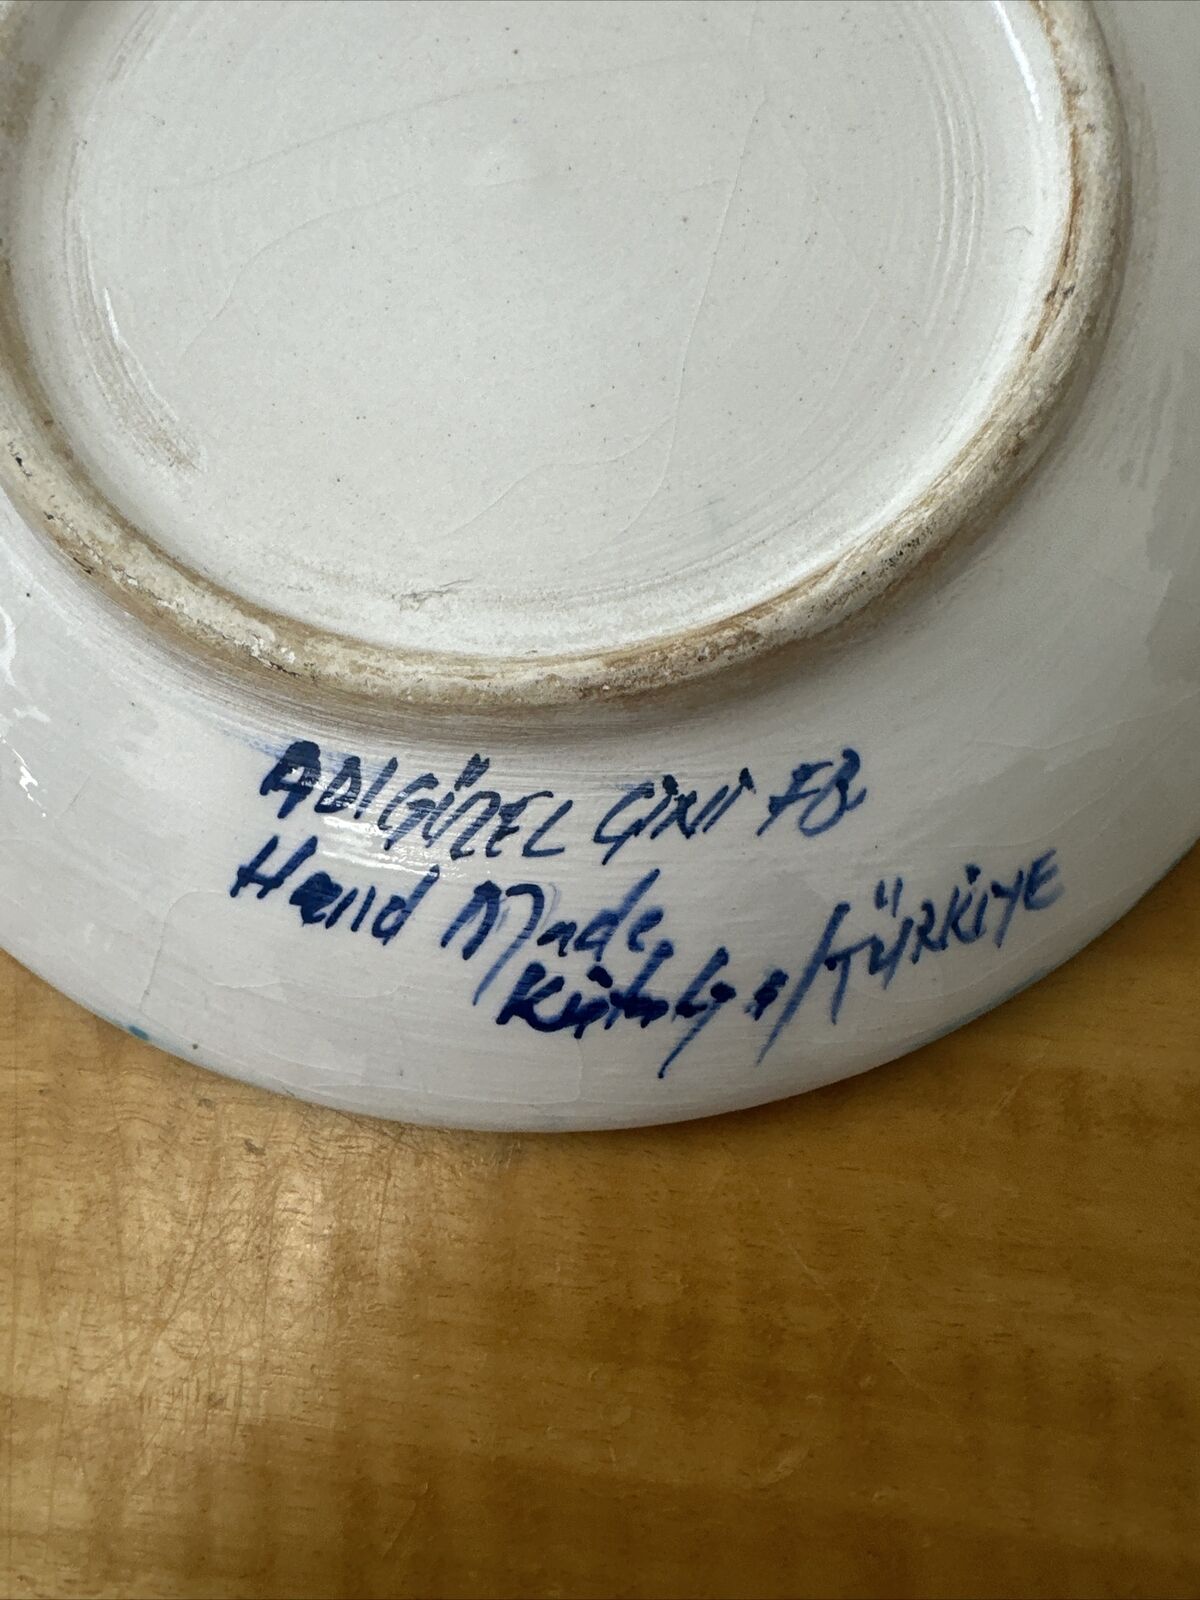 ADIGÜZEL ÇİNİ FB
Hand Made
Kütahya/TÜRKİYE